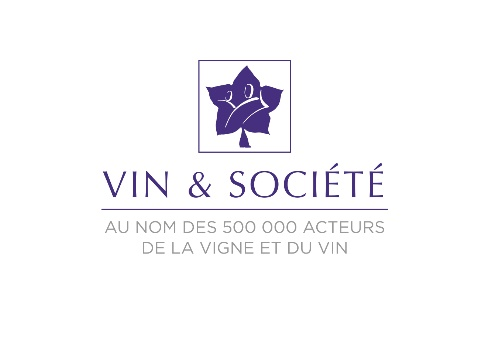 VIN & SOCIÉTÉ
AU NOM DES 500 000 ACTEURS
DE LA VIGNE ET DU VIN